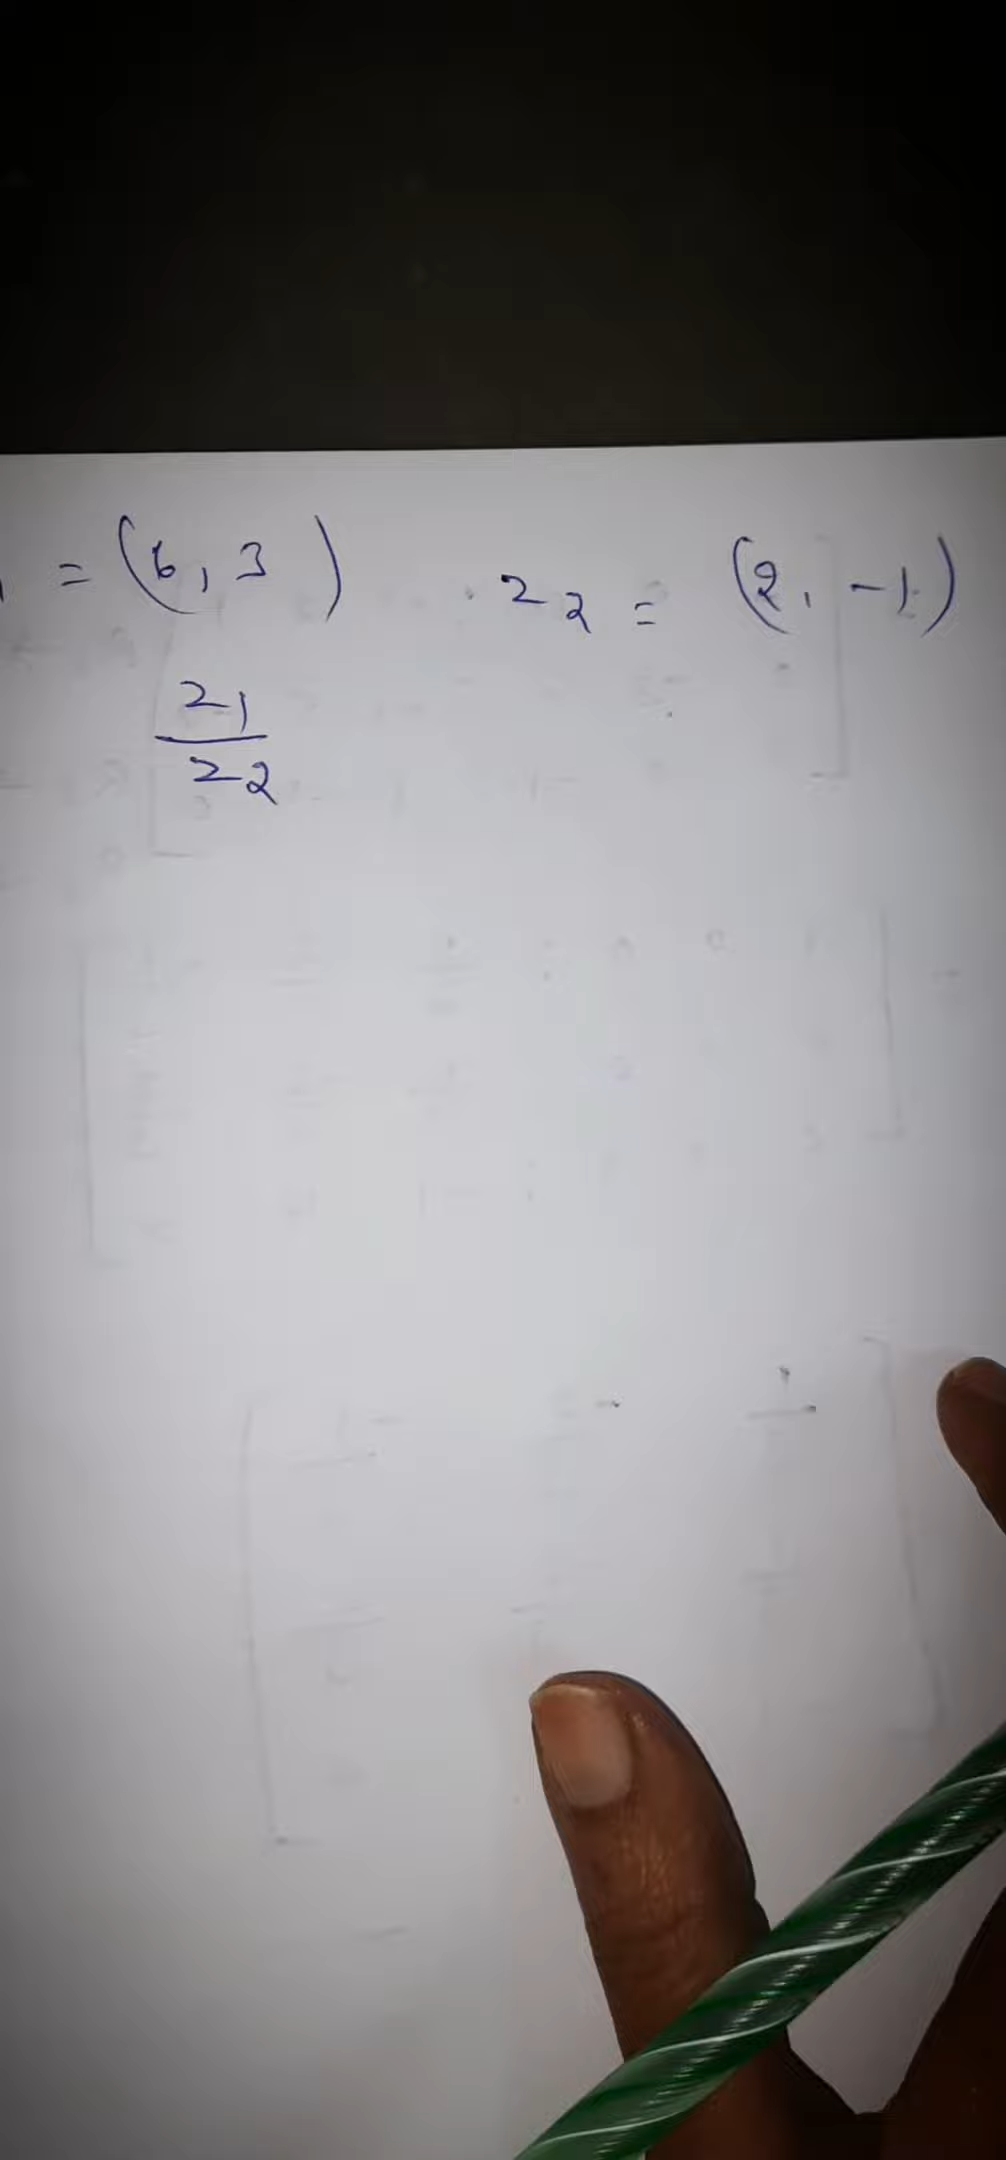 = (6, 3) z2 = (2, -1)
z1
z2